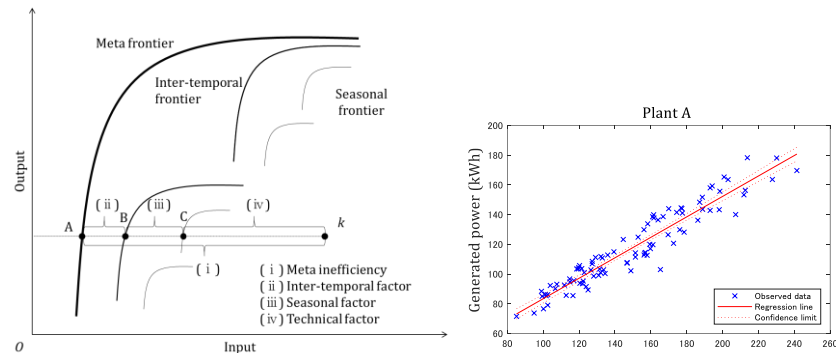 Output
Meta frontier
Inter-temporal
frontier
Seasonal
frontier
A
( ii )
B
(iii)
C
(iv)
k
( i )
( i ) Meta inefficiency
( ii ) Inter-temporal factor
(iii) Seasonal factor
(iv) Technical factor
O
Input
Plant A
Generated power (kWh)
200
180
160
140
120
100
80
60
Observed data
Regression line
Confidence limit
80
100
120
140
160
180
200
220
240
260